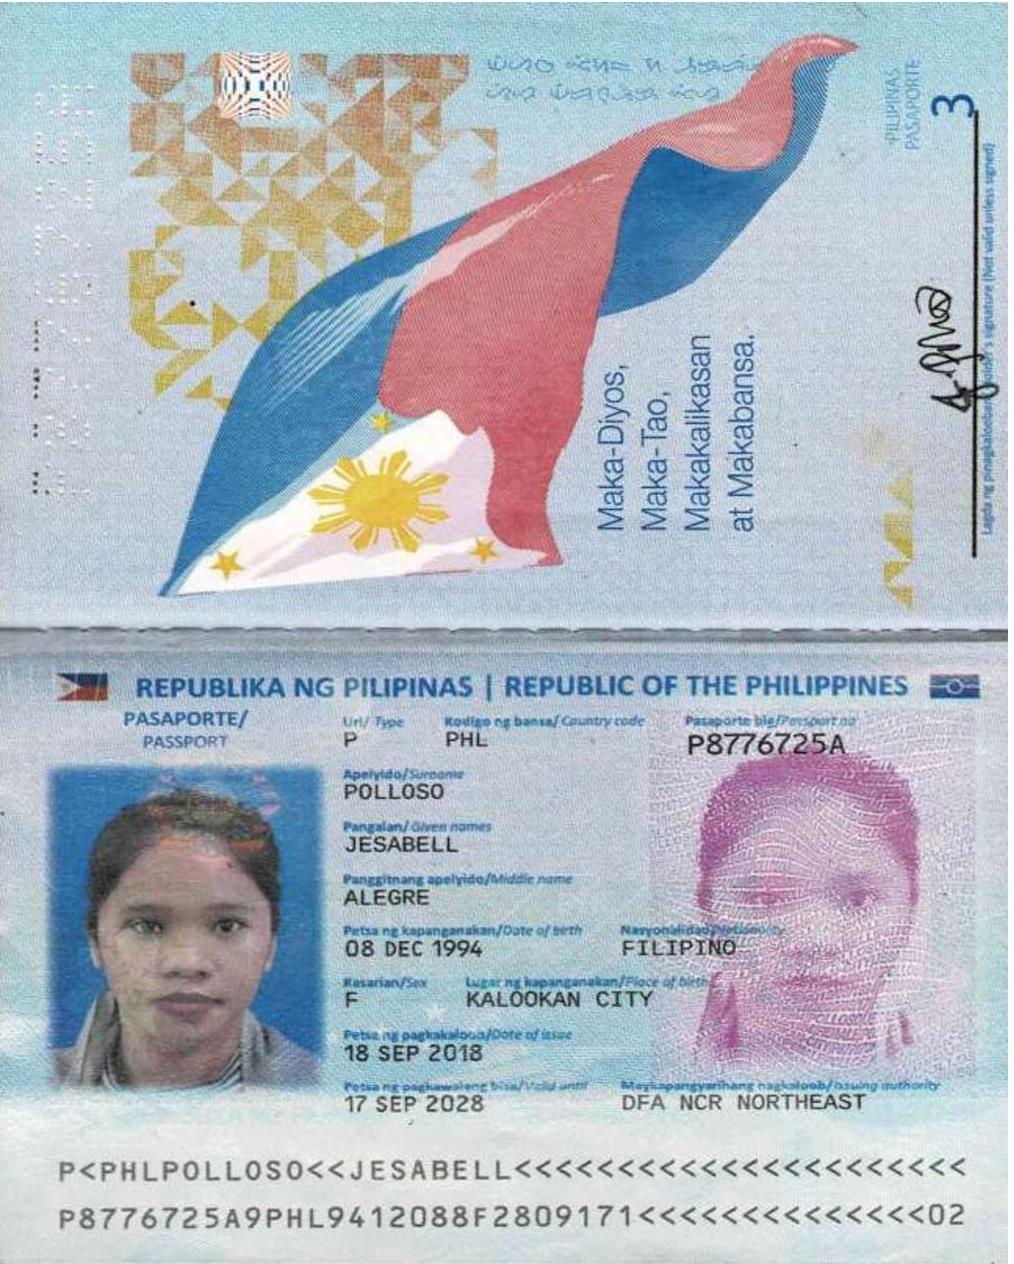 PILIPINAS
PASAPORTE
3
Maka-Diyos,
Maka-Tao,
Makakalikasan
at Makabansa.
Lagda ng pinagkalooban/ signature (Not valid unless signed)
REPUBLIKA NG PILIPINAS | REPUBLIC OF THE PHILIPPINES
PASAPORTE/
PASSPORT
Uri/ Type Kodigo ng bansa/ Country code Pasaporte blg/Passport no
P PHL P8776725A
Apelyido/Surname
POLLOSO
Pangalan/ Given names
JESABELL
Panggitnang apelyido/Middle name
ALEGRE
Petsa ng kapanganakan/Date of birth Nasyonalidad/Nationality
08 DEC 1994 FILIPINO
Kasarian/Sex Lugar ng kapanganakan/Place of birth
F KALOOKAN CITY
Petsa ng pagkakaloob/Date of issue
18 SEP 2018
Petsa ng pagkawalang bisa/Valid until Maykapangyarihang nagkaloob/Issuing authority
17 SEP 2028 DFA NCR NORTHEAST
P<PHLPOLLOSO<<JESABELL<<<<<<<<<<<<<<<<<<<<<<
P8776725A9PHL9412088F2809171<<<<<<<<<<<<<<02